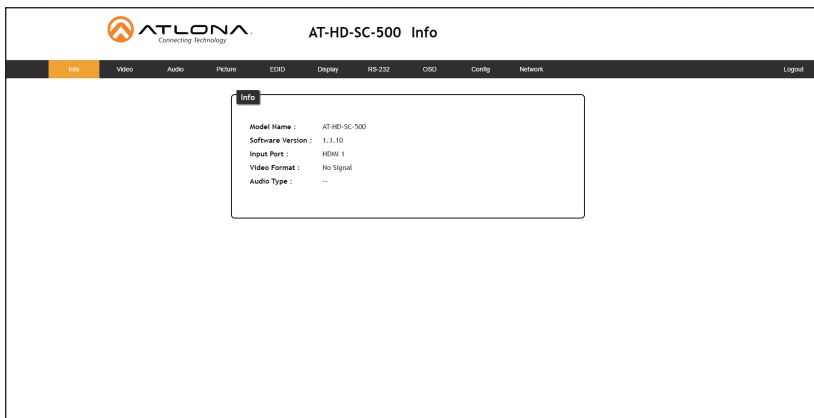 ATLONA.
Connecting Technology
AT-HD-SC-500 Info
Info Video Audio Picture EDID Display RS-232 OSD Config Network Logout
Info
Model Name : AT-HD-SC-500
Software Version : 1.3.10
Input Port : HDMI 1
Video Format : No Signal
Audio Type : --